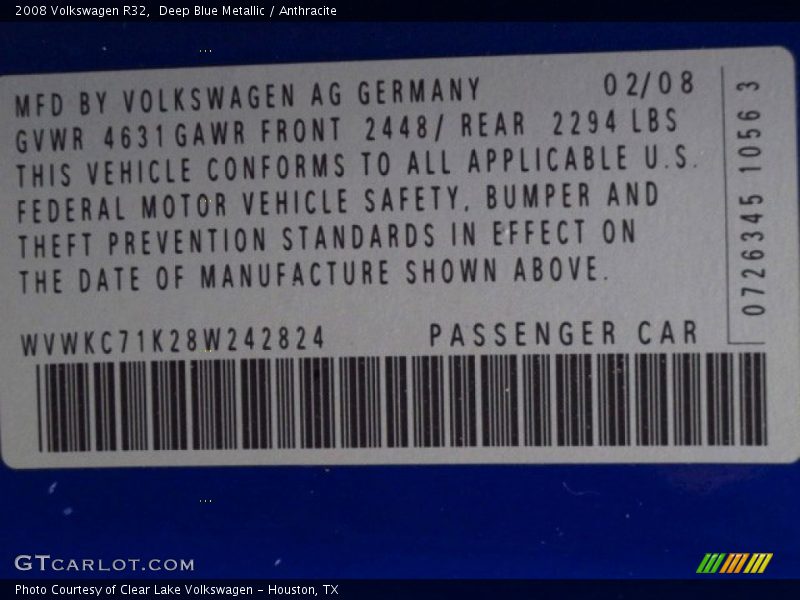 2008 Volkswagen R32,  Deep Blue Metallic / Anthracite
MFD BY VOLKSWAGEN AG GERMANY 02/08
GVWR 4631 GAWR FRONT 2448/ REAR 2294 LBS
THIS VEHICLE CONFORMS TO ALL APPLICABLE U.S.
FEDERAL MOTOR VEHICLE SAFETY, BUMPER AND
THEFT PREVENTION STANDARDS IN EFFECT ON
THE DATE OF MANUFACTURE SHOWN ABOVE.
WVWKC71K28W242824 PASSENGER CAR
0726345 1056 3
GTCARLOT.COM
Photo Courtesy of Clear Lake Volkswagen - Houston, TX